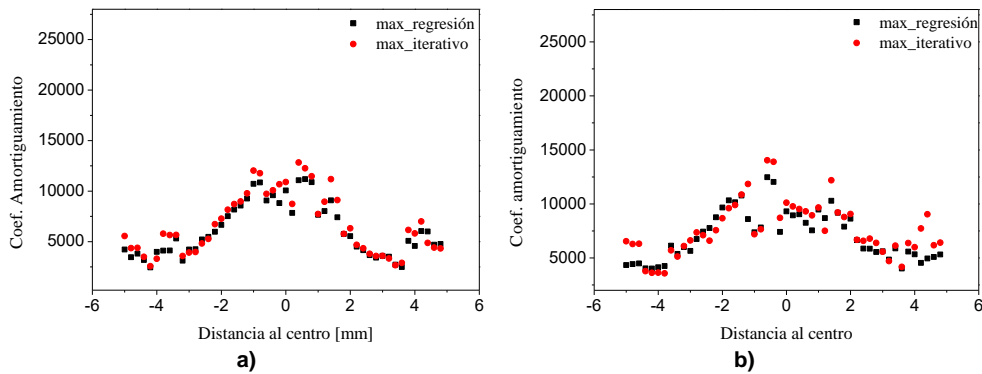 25000
20000
15000
10000
5000
0
Coef. Amortiguamiento
max_regresión
max_iterativo
-6 -4 -2 0 2 4 6
Distancia al centro [mm]
a)
25000
20000
15000
10000
5000
0
Coef. amortiguamiento
max_regresión
max_iterativo
-6 -4 -2 0 2 4 6
Distancia al centro
b)